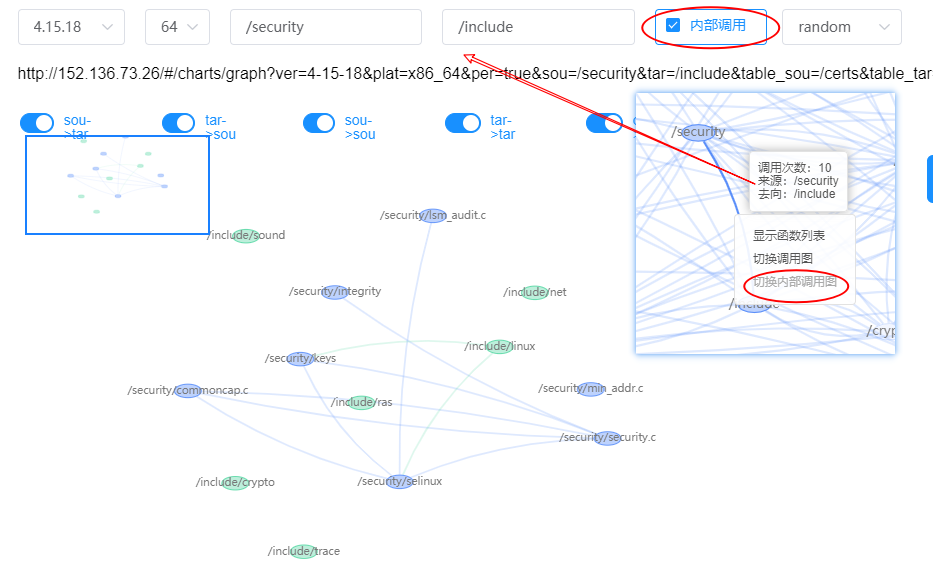 4.15.18 64 /security /include 内部调用 random
http://152.136.73.26/#/charts/graph?ver=4-15-18&plat=x86_64&per=true&sou=/security&tar=/include&table_sou=/certs&table_tar
sou->tar
tar->sou
sou->sou
tar->tar
/security
调用次数：10
来源：/security
去向：/include
显示函数列表
切换调用图
切换内部调用图
/include
/cryp
/security/lsm_audit.c
/include/sound
/security/integrity
/include/net
/include/linux
/security/keys
/security/commoncap.c
/security/min_addr.c
/include/ras
/security/security.c
/include/crypto
/security/selinux
/include/trace